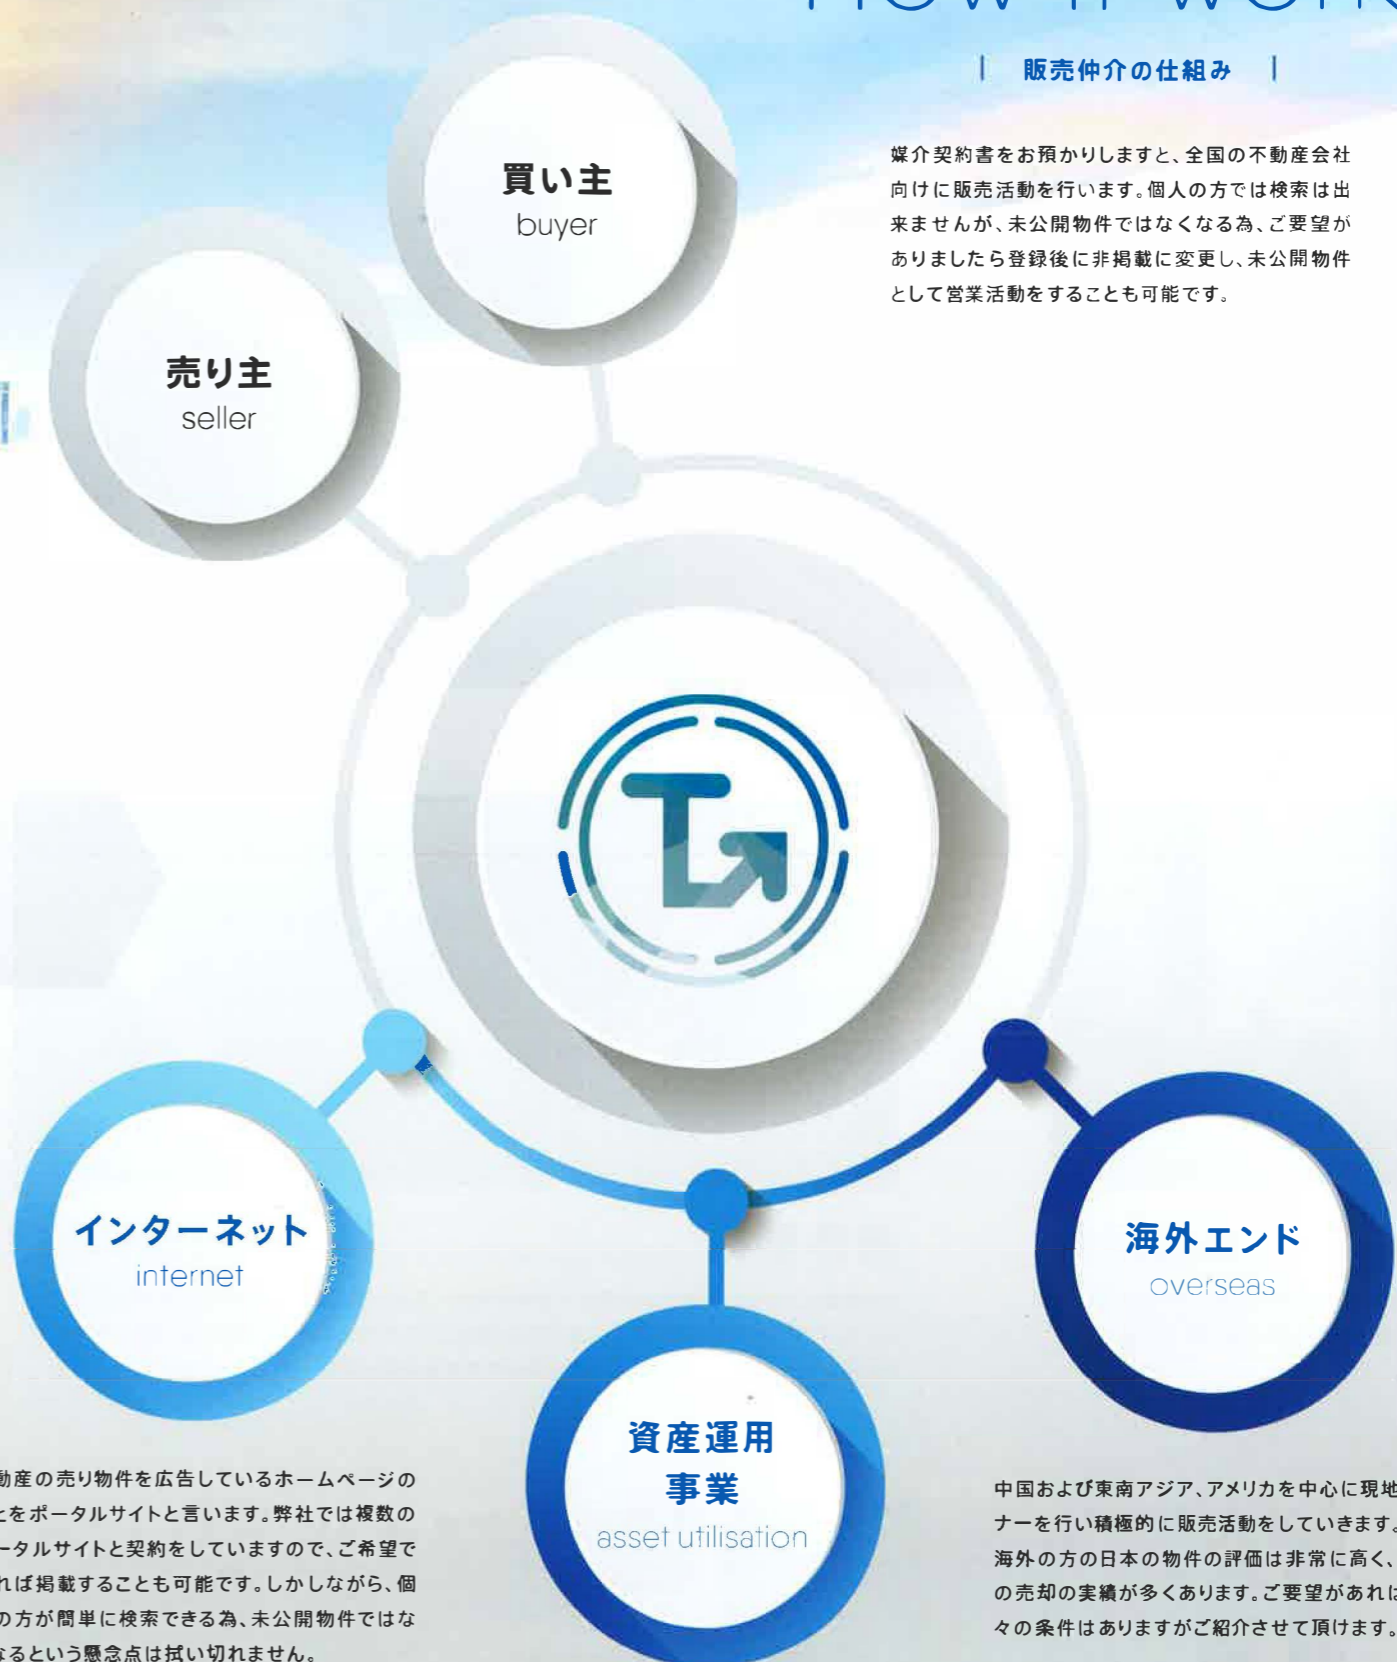 HOW IT WORK
| 販売仲介の仕組み |
媒介契約書をお預かりしますと、全国の不動産会社
向けに販売活動を行います。個人の方では検索は出
来ませんが、未公開物件ではなくなる為、ご要望が
ありましたら登録後に非掲載に変更し、未公開物件
として営業活動をすることも可能です。
買い主
buyer
売り主
seller
TG
インターネット
internet
海外エンド
overseas
資産運用
事業
asset utilisation
動産の売り物件を広告しているホームページの
とをポータルサイトと言います。弊社では複数の
ータルサイトと契約をしていますので、ご希望で
れば掲載することも可能です。しかしながら、個
の方が簡単に検索できる為、未公開物件ではな
なるという懸念点は拭い切れません。
中国および東南アジア、アメリカを中心に現地
ナーを行い積極的に販売活動をしていきます。
海外の方の日本の物件の評価は非常に高く、
の売却の実績が多くあります。ご要望があれば
々の条件はありますがご紹介させて頂けます。